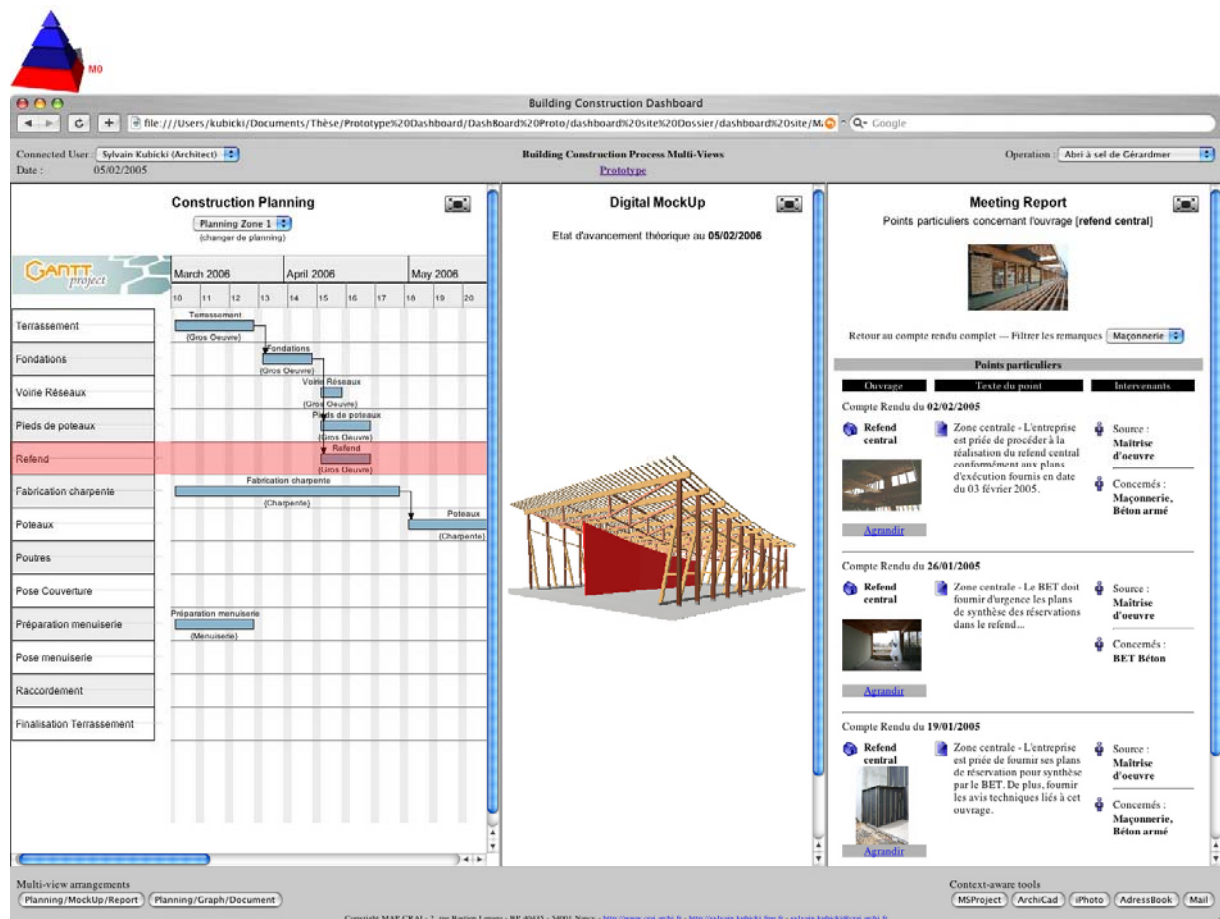 M0
Building Construction Dashboard
file:///Users/kubicki/Documents/Thèse/Prototype%20Dashboard/DashBoard%20Proto/dashboard%20site%20Dossier/dashboard%20site/M
Google
Connected User : Sylvain Kubicki (Architect)
Date : 05/02/2005
Building Construction Process Multi-Views
Prototype
Operation : Abri à sel de Gérardmer
Construction Planning
Planning Zone 1
(changer de planning)
GANTT
project
March 2006
April 2006
May 2006
10 11 12 13 14 15 16 17 18 19 20
Terrassement
Terrassement
(Gros Oeuvre)
Fondations
Fondations
(Gros Oeuvre)
Voirie Réseaux
Voirie Réseaux
(Gros Oeuvre)
Pieds de poteaux
Pieds de poteaux
(Gros Oeuvre)
Refend
Refend
(Gros Oeuvre)
Fabrication charpente
Fabrication charpente
(Charpente)
Poteaux
Poteaux
(Charpente)
Poutres
Pose Couverture
Préparation menuiserie
Préparation menuiserie
(Menuiserie)
Pose menuiserie
Raccordement
Finalisation Terrassement
Digital MockUp
Etat d'avancement théorique au 05/02/2006
Meeting Report
Points particuliers concernant l'ouvrage [refend central]
Retour au compte rendu complet --- Filtrer les remarques Maçonnerie
Points particuliers
Ouvrage
Texte du point
Intervenants
Compte Rendu du 02/02/2005
Refend
central
Agrandir
Zone centrale - L'entreprise
est priée de procéder à la
réalisation du refend central
conformément aux plans
d'exécution fournis en date
du 03 février 2005.
Source :
Maîtrise
d'oeuvre
Concernés :
Maçonnerie,
Béton armé
Compte Rendu du 26/01/2005
Refend
central
Agrandir
Zone centrale - Le BET doit
fournir d'urgence les plans
de synthèse des réservations
dans le refend...
Source :
Maîtrise
d'oeuvre
Concernés :
BET Béton
Compte Rendu du 19/01/2005
Refend
central
Agrandir
Zone centrale - L'entreprise
est priée de fournir ses plans
de réservation pour synthèse
par le BET. De plus, fournir
les avis techniques liés à cet
ouvrage.
Source :
Maîtrise
d'oeuvre
Concernés :
Maçonnerie,
Béton armé
Multi-view arrangements
Planning/MockUp/Report
Planning/Graph/Document
Context-aware tools
MSProject
ArchiCad
iPhoto
AdressBook
Mail